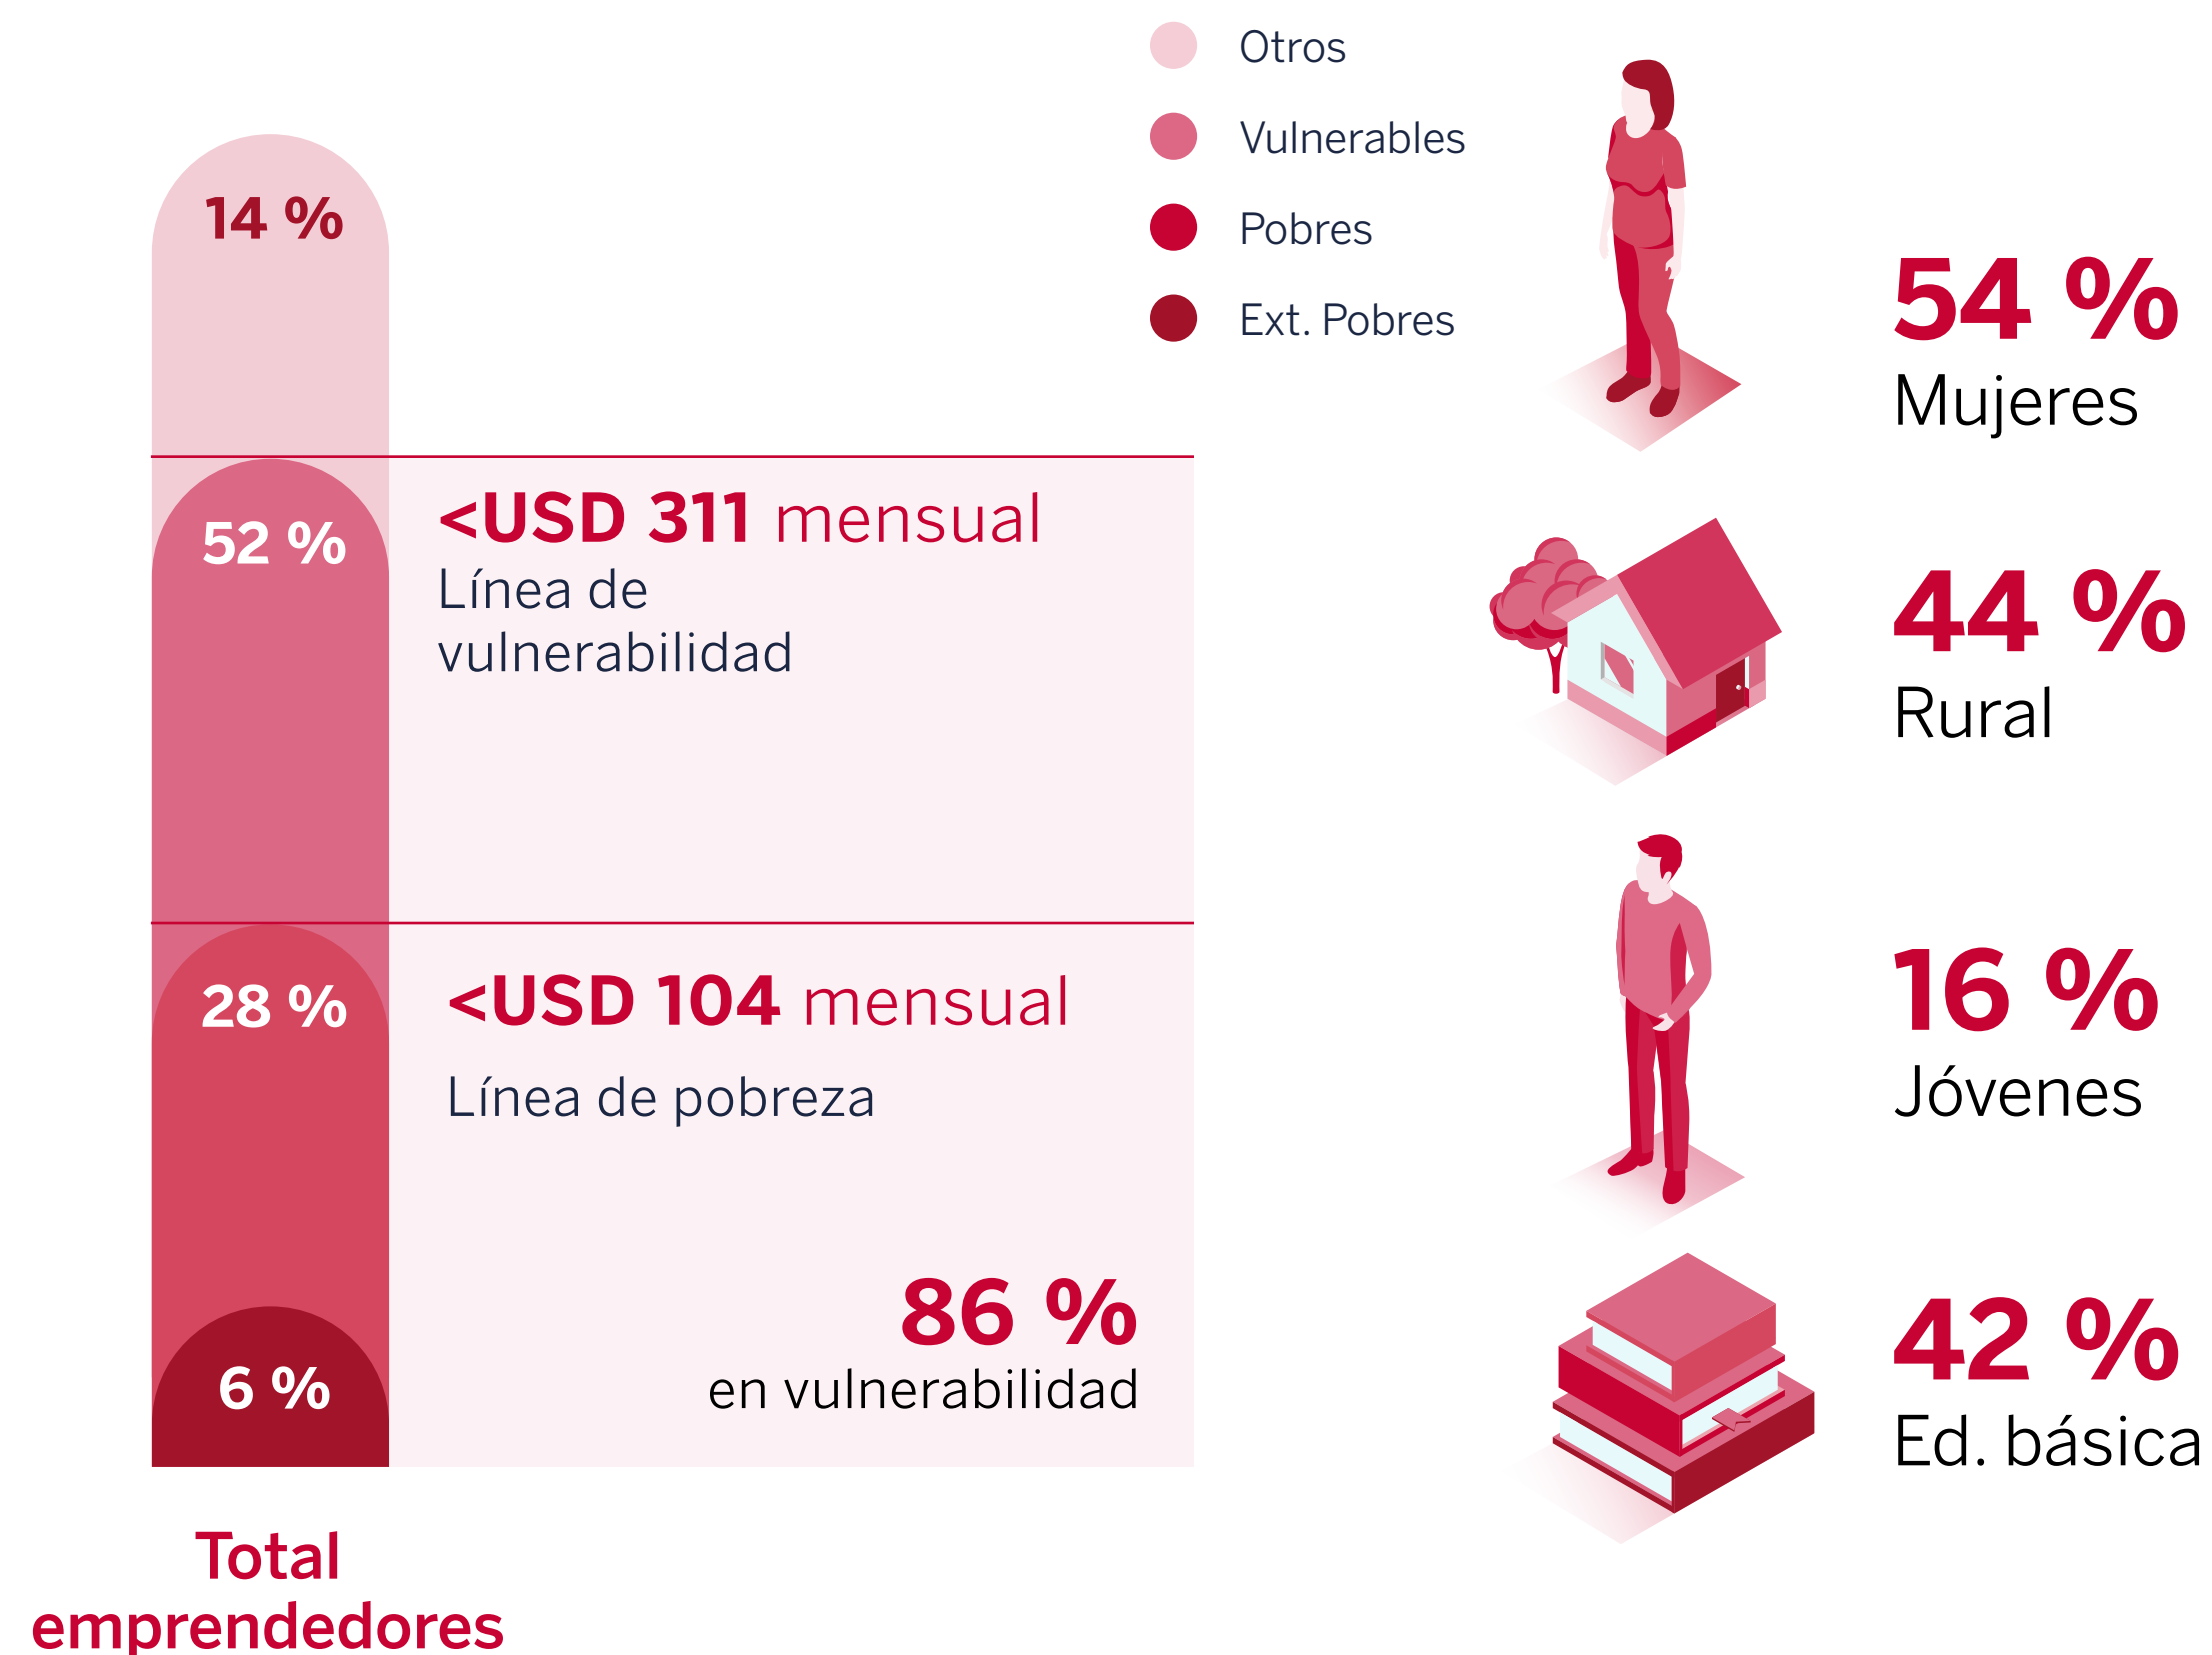 Otros
Vulnerables
Pobres
Ext. Pobres
14 %
52 %
<USD 311 mensual
Línea de
vulnerabilidad
28 %
<USD 104 mensual
Línea de pobreza
86 %
en vulnerabilidad
6 %
Total
emprendedores
54 %
Mujeres
44 %
Rural
16 %
Jóvenes
42 %
Ed. básica